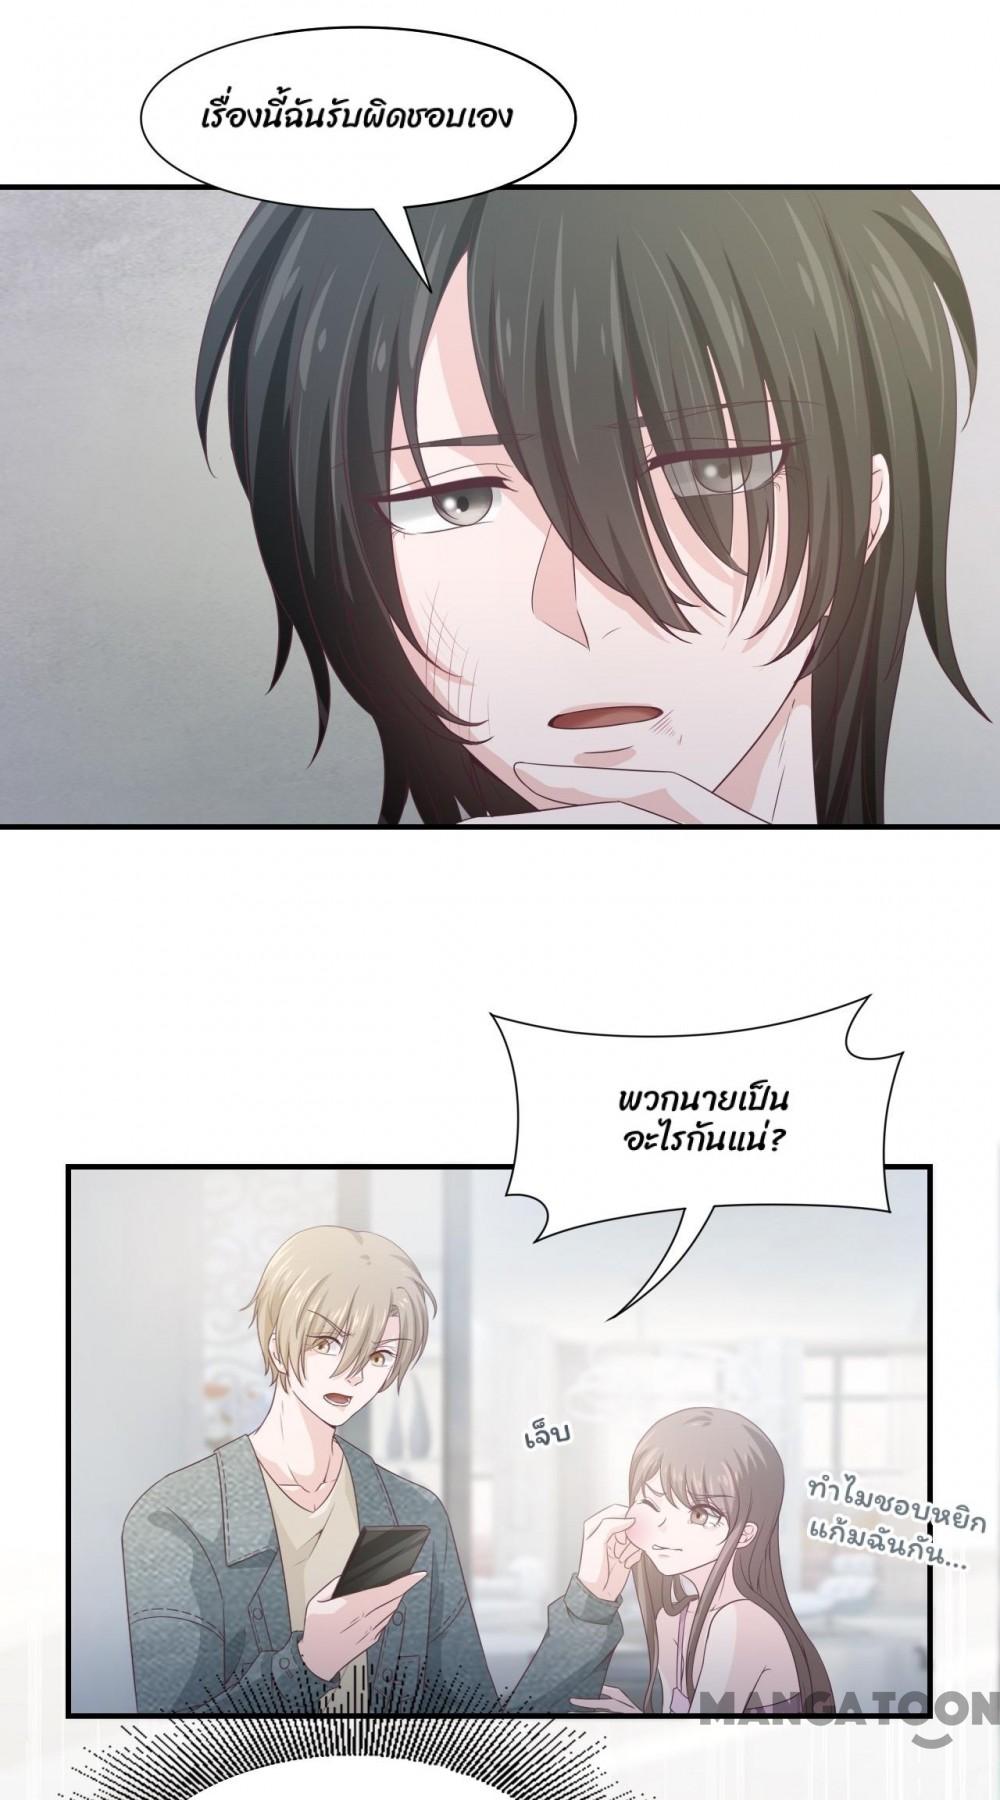 เรื่องนี้ฉันรับผิดชอบเอง
พวกนายเป็น
อะไรกันแน่?
เจ็บ
ทำไมชอบหยิก
แก้มฉันกัน...
MANGATOON